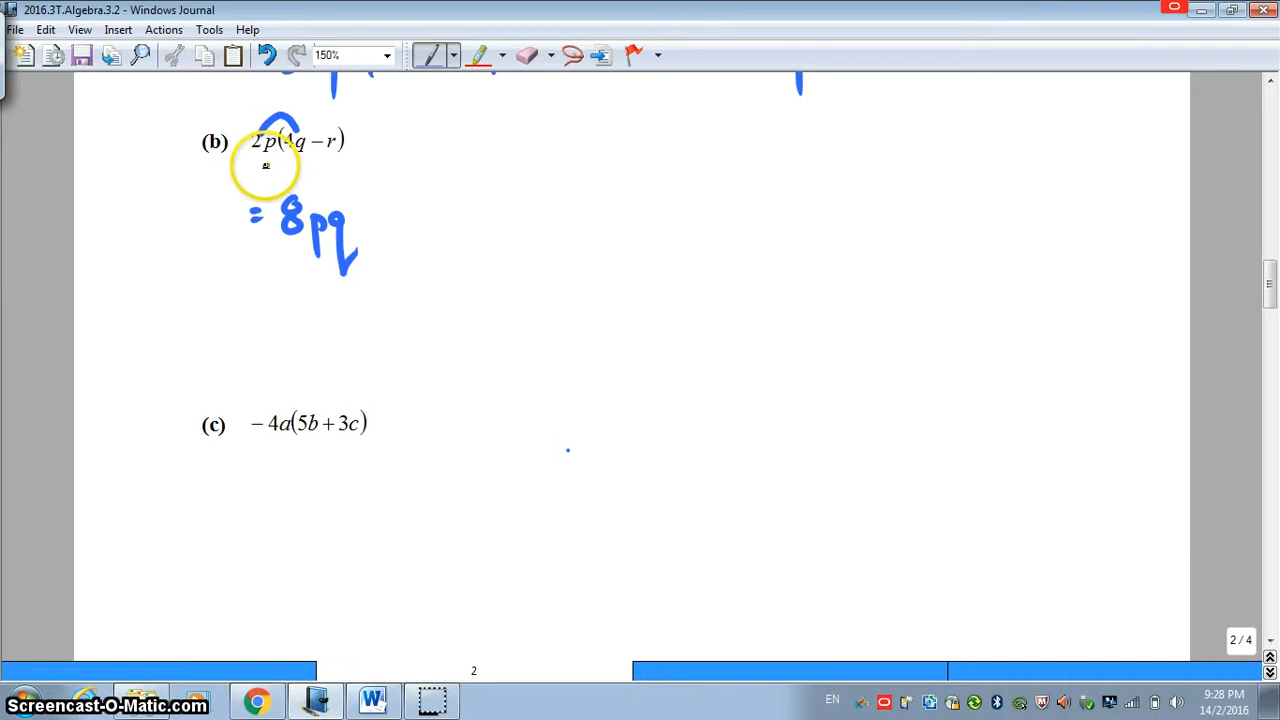 2016.3T.Algebra.3.2 - Windows Journal
File Edit View Insert Actions Tools Help
150%
(b) 2p(4q − r)
= 8pq
(c) − 4a(5b + 3c)
2 / 4
2
Screencast-O-Matic.com
EN
9:28 PM
14/2/2016